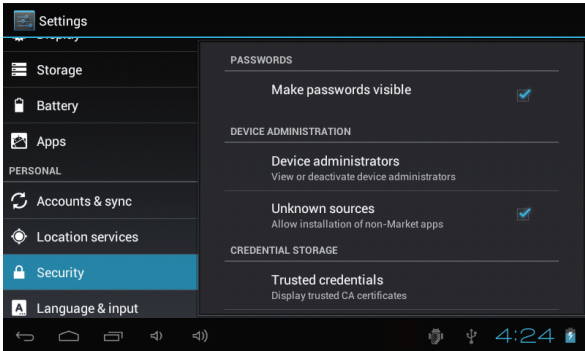 Settings
Display
Storage
Battery
Apps
PERSONAL
Accounts & sync
Location services
Security
Language & input
PASSWORDS
Make passwords visible
DEVICE ADMINISTRATION
Device administrators
View or deactivate device administrators
Unknown sources
Allow installation of non-Market apps
CREDENTIAL STORAGE
Trusted credentials
Display trusted CA certificates
4:24